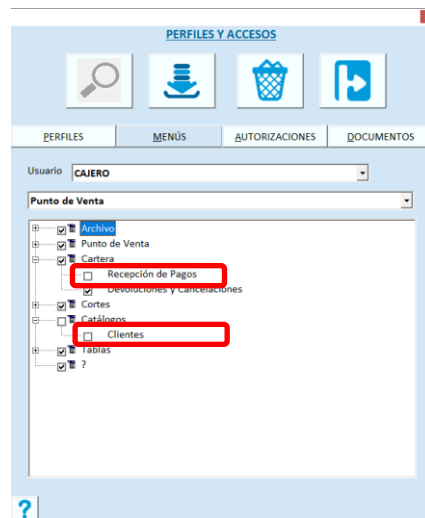 PERFILES Y ACCESOS
PERFILES MENÚS AUTORIZACIONES DOCUMENTOS
Usuario CAJERO
Punto de Venta
Archivo
Punto de Venta
Cartera
Recepción de Pagos
Devoluciones y Cancelaciones
Cortes
Catálogos
Clientes
Tablas
?
?